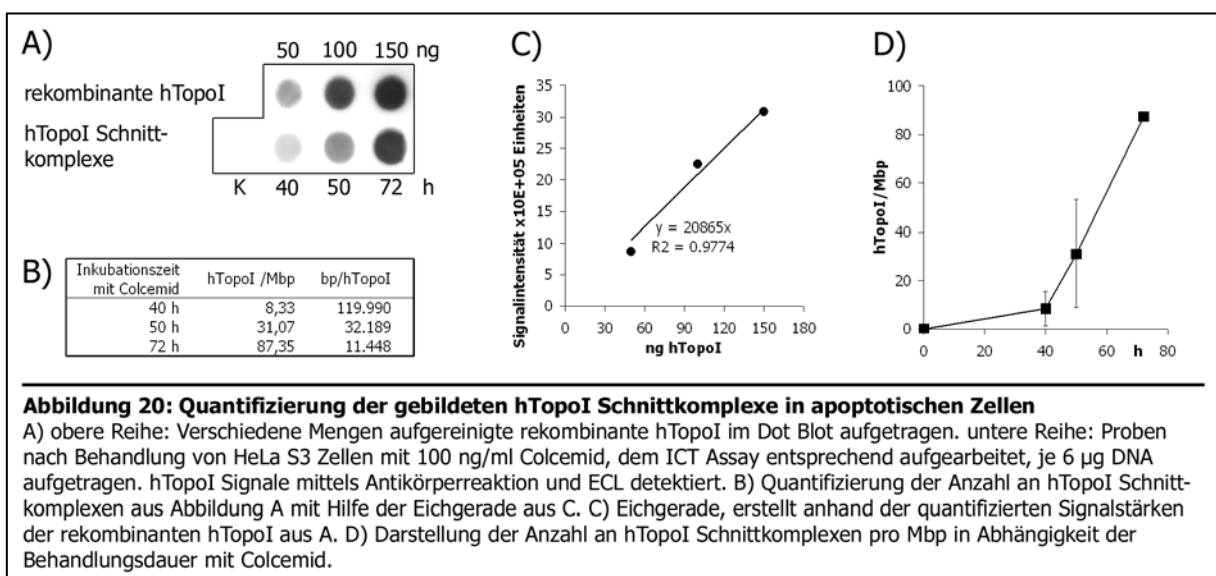 A)
50 100 150 ng
rekombinante hTopoI
hTopoI Schnitt-
komplexe
K 40 50 72 h
B)
Inkubationszeit mit Colcemid hTopoI /Mbp bp/hTopoI
40 h 8,33 119.990
50 h 31,07 32.189
72 h 87,35 11.448
C)
Signalintensität x10E+05 Einheiten
35
30
25
20
15
10
5
0
y = 20865x
R2 = 0.9774
0 30 60 90 120 150 180
ng hTopoI
D)
hTopoI/Mbp
100
80
60
40
20
0
0 20 40 60 h 80
Abbildung 20: Quantifizierung der gebildeten hTopoI Schnittkomplexe in apoptotischen Zellen
A) obere Reihe: Verschiedene Mengen aufgereinigte rekombinante hTopoI im Dot Blot aufgetragen. untere Reihe: Proben
nach Behandlung von HeLa S3 Zellen mit 100 ng/ml Colcemid, dem ICT Assay entsprechend aufgearbeitet, je 6 µg DNA
aufgetragen. hTopoI Signale mittels Antikörperreaktion und ECL detektiert. B) Quantifizierung der Anzahl an hTopoI Schnitt-
komplexen aus Abbildung A mit Hilfe der Eichgerade aus C. C) Eichgerade, erstellt anhand der quantifizierten Signalstärken
der rekombinanten hTopoI aus A. D) Darstellung der Anzahl an hTopoI Schnittkomplexen pro Mbp in Abhängigkeit der
Behandlungsdauer mit Colcemid.